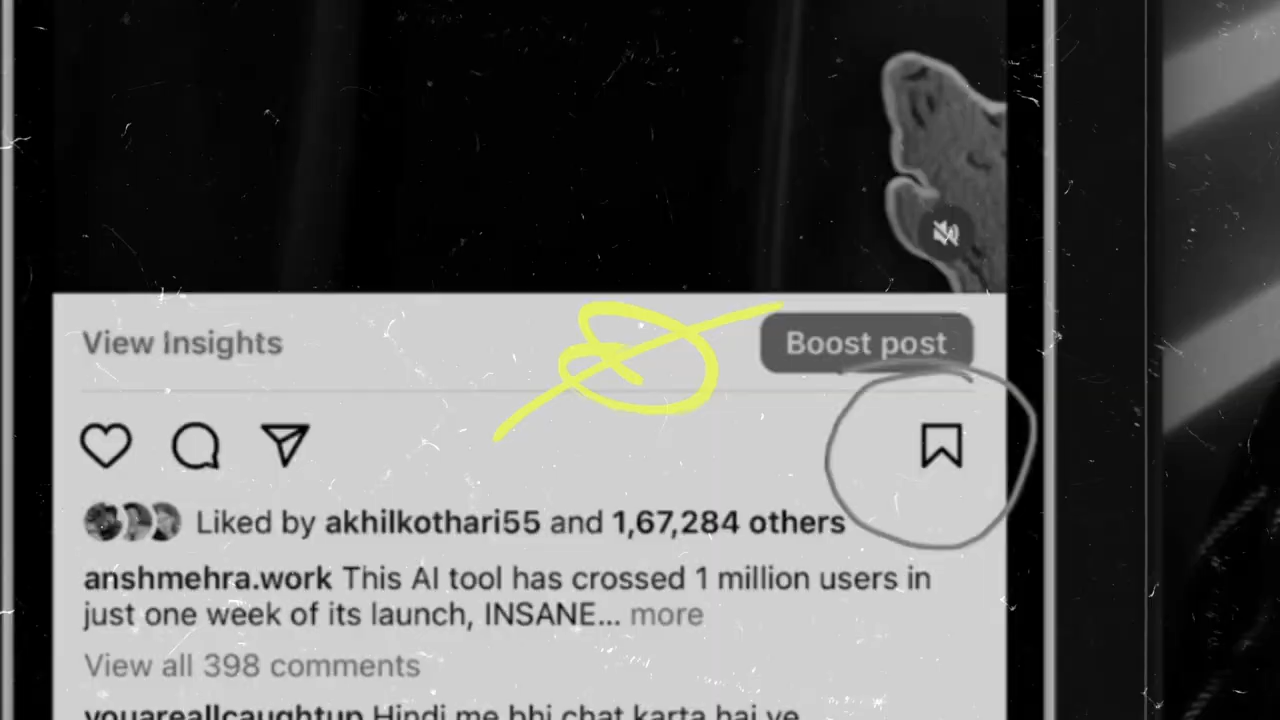 View Insights
Boost post
Liked by akhilkothari55 and 1,67,284 others
anshmehra.work This AI tool has crossed 1 million users in
just one week of its launch, INSANE... more
View all 398 comments
youareallcaughtup Hindi me bhi chat karta hai ye